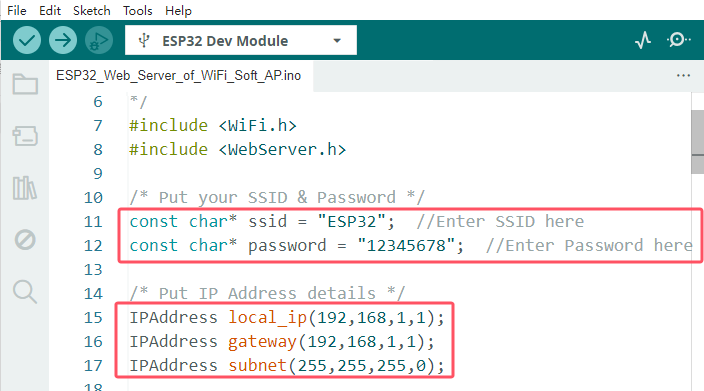 File Edit Sketch Tools Help
ESP32 Dev Module
ESP32_Web_Server_of_WiFi_Soft_AP.ino
6 */
7 #include <WiFi.h>
8 #include <WebServer.h>
9
10 /* Put your SSID & Password */
11 const char* ssid = "ESP32"; //Enter SSID here
12 const char* password = "12345678"; //Enter Password here
13
14 /* Put IP Address details */
15 IPAddress local_ip(192,168,1,1);
16 IPAddress gateway(192,168,1,1);
17 IPAddress subnet(255,255,255,0);
18